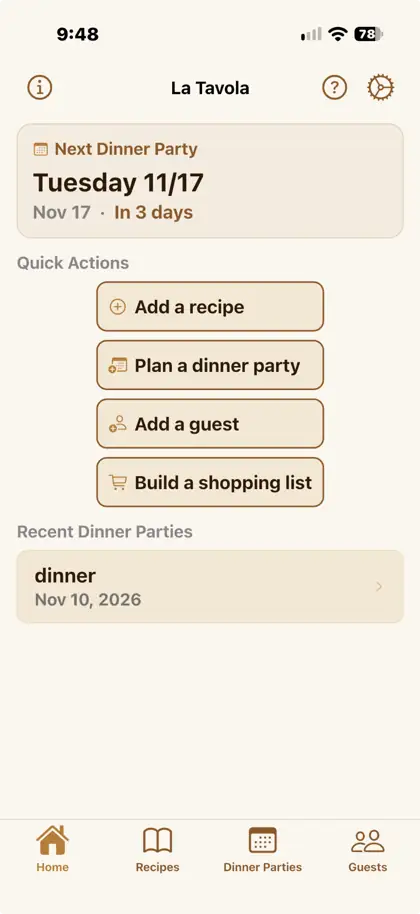 9:48
78
La Tavola
Next Dinner Party
Tuesday 11/17
Nov 17 · In 3 days
Quick Actions
Add a recipe
Plan a dinner party
Add a guest
Build a shopping list
Recent Dinner Parties
dinner
Nov 10, 2026
Home
Recipes
Dinner Parties
Guests